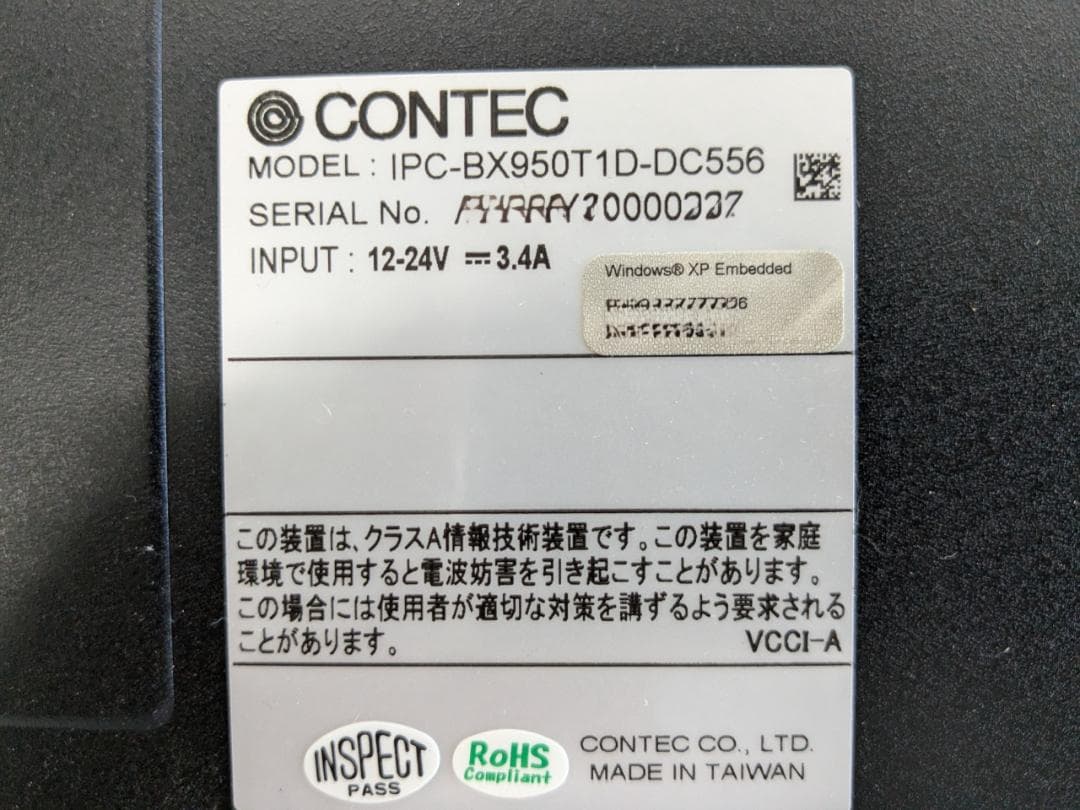 CONTEC
MODEL : IPC-BX950T1D-DC556
SERIAL No.
INPUT : 12-24V ⎓ 3.4A
Windows® XP Embedded
この装置は、クラスA情報技術装置です。この装置を家庭
環境で使用すると電波妨害を引き起こすことがあります。
この場合には使用者が適切な対策を講ずるよう要求される
ことがあります。 VCCI-A
INSPECT
PASS
RoHS
Compliant
CONTEC CO., LTD.
MADE IN TAIWAN